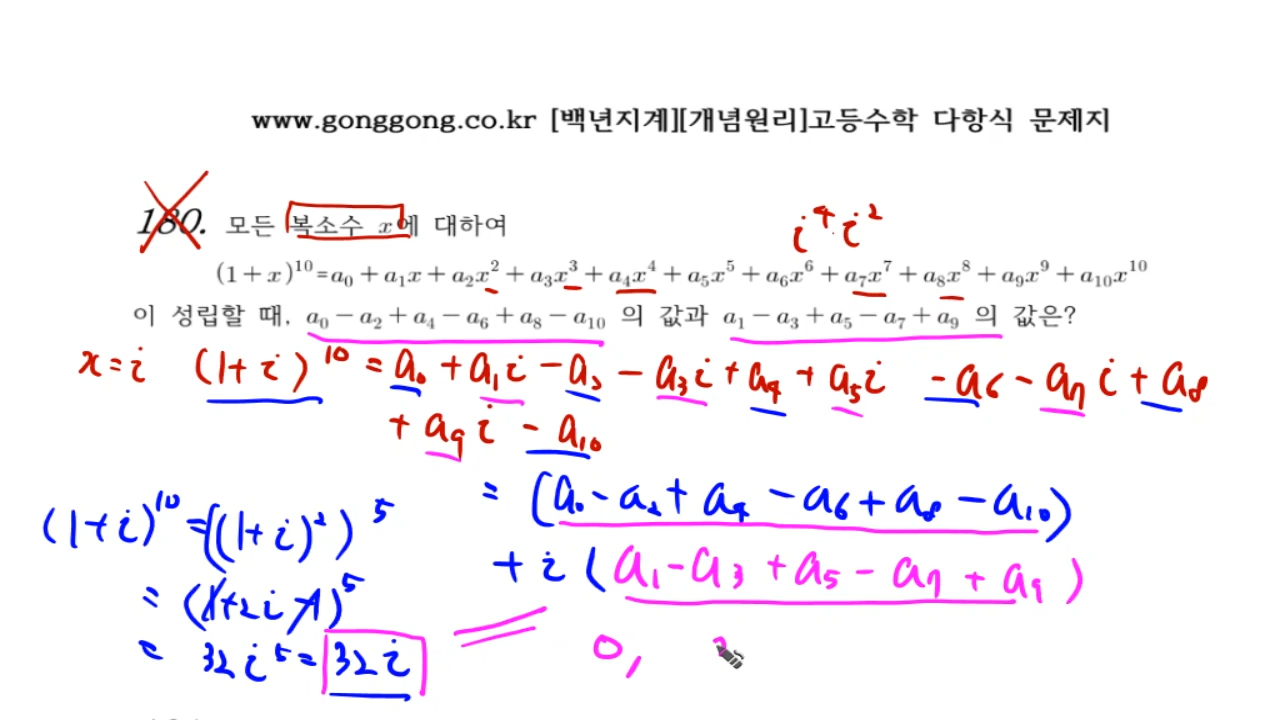 www.gonggong.co.kr [백년지계][개념원리]고등수학 다항식 문제지
180. 모든 복소수 x에 대하여
i⁴·i²
(1+x)¹⁰=a₀+a₁x+a₂x²+a₃x³+a₄x⁴+a₅x⁵+a₆x⁶+a₇x⁷+a₈x⁸+a₉x⁹+a₁₀x¹⁰
이 성립할 때, a₀−a₂+a₄−a₆+a₈−a₁₀ 의 값과 a₁−a₃+a₅−a₇+a₉ 의 값은?
x=i (1+i)¹⁰ = a₀ +a₁i −a₂ −a₃i +a₄ +a₅i −a₆ −a₇i +a₈
+a₉i −a₁₀
= (a₀−a₂+a₄−a₆+a₈−a₁₀)
+i(a₁−a₃+a₅−a₇+a₉)
(1+i)¹⁰=((1+i)²)⁵
= (1+2i−1)⁵
= 32i⁵=32i
0,